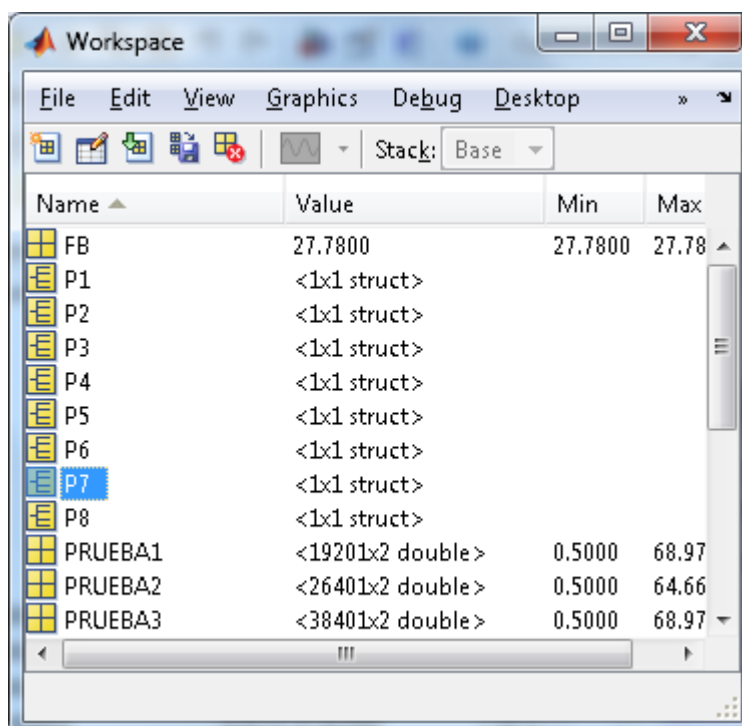 Workspace
File Edit View Graphics Debug Desktop »
Stack: Base
Name Value Min Max
FB 27.7800 27.7800 27.78
P1 <1x1 struct>
P2 <1x1 struct>
P3 <1x1 struct>
P4 <1x1 struct>
P5 <1x1 struct>
P6 <1x1 struct>
P7 <1x1 struct>
P8 <1x1 struct>
PRUEBA1 <19201x2 double> 0.5000 68.97
PRUEBA2 <26401x2 double> 0.5000 64.66
PRUEBA3 <38401x2 double> 0.5000 68.97